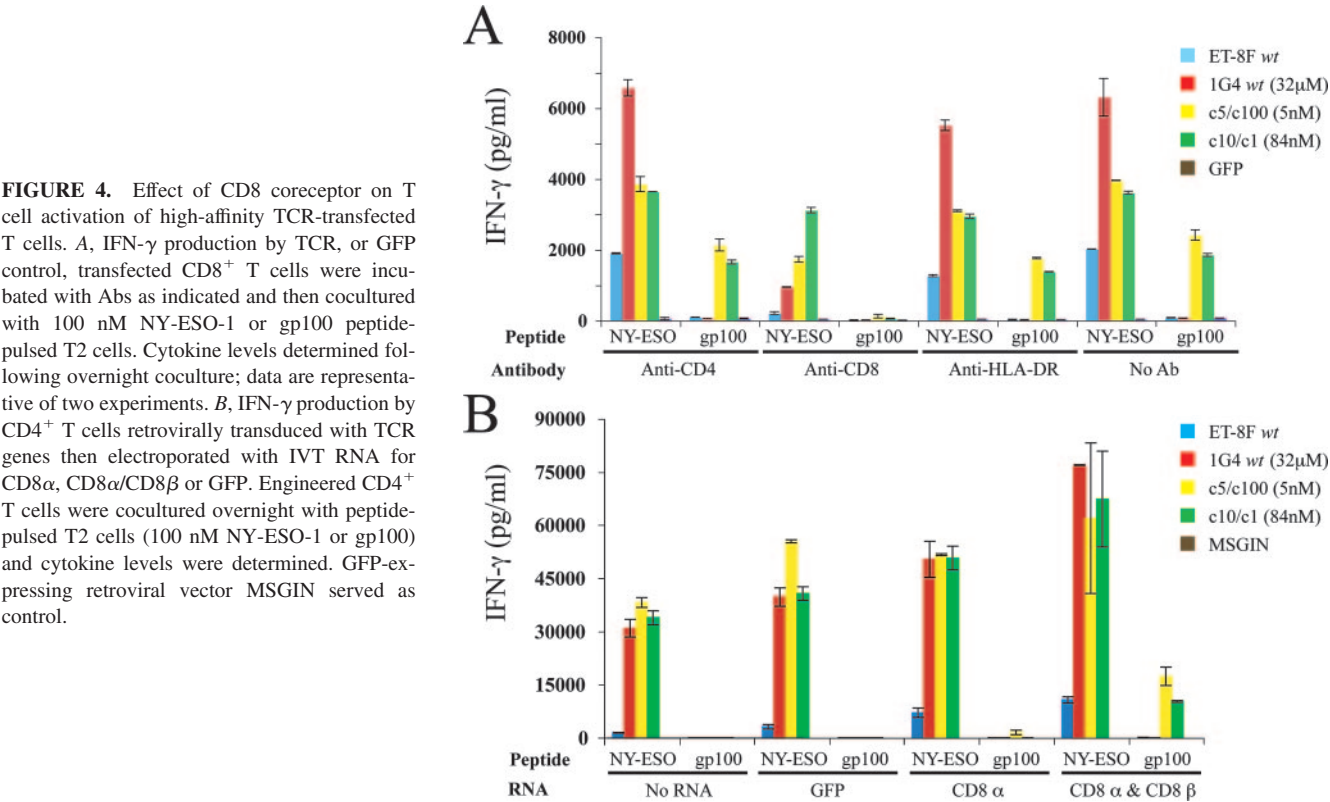 FIGURE 4. Effect of CD8 coreceptor on T
cell activation of high-affinity TCR-transfected
T cells. A, IFN-γ production by TCR, or GFP
control, transfected CD8+ T cells were incu-
bated with Abs as indicated and then cocultured
with 100 nM NY-ESO-1 or gp100 peptide-
pulsed T2 cells. Cytokine levels determined fol-
lowing overnight coculture; data are representa-
tive of two experiments. B, IFN-γ production by
CD4+ T cells retrovirally transduced with TCR
genes then electroporated with IVT RNA for
CD8α, CD8α/CD8β or GFP. Engineered CD4+
T cells were cocultured overnight with peptide-
pulsed T2 cells (100 nM NY-ESO-1 or gp100)
and cytokine levels were determined. GFP-ex-
pressing retroviral vector MSGIN served as
control.
A
IFN-γ (pg/ml)
8000
6000
4000
2000
0
ET-8F wt
1G4 wt (32μM)
c5/c100 (5nM)
c10/c1 (84nM)
GFP
Peptide NY-ESO gp100 NY-ESO gp100 NY-ESO gp100 NY-ESO gp100
Antibody Anti-CD4 Anti-CD8 Anti-HLA-DR No Ab
B
IFN-γ (pg/ml)
90000
75000
60000
45000
30000
15000
0
ET-8F wt
1G4 wt (32μM)
c5/c100 (5nM)
c10/c1 (84nM)
MSGIN
Peptide NY-ESO gp100 NY-ESO gp100 NY-ESO gp100 NY-ESO gp100
RNA No RNA GFP CD8 α CD8 α & CD8 β